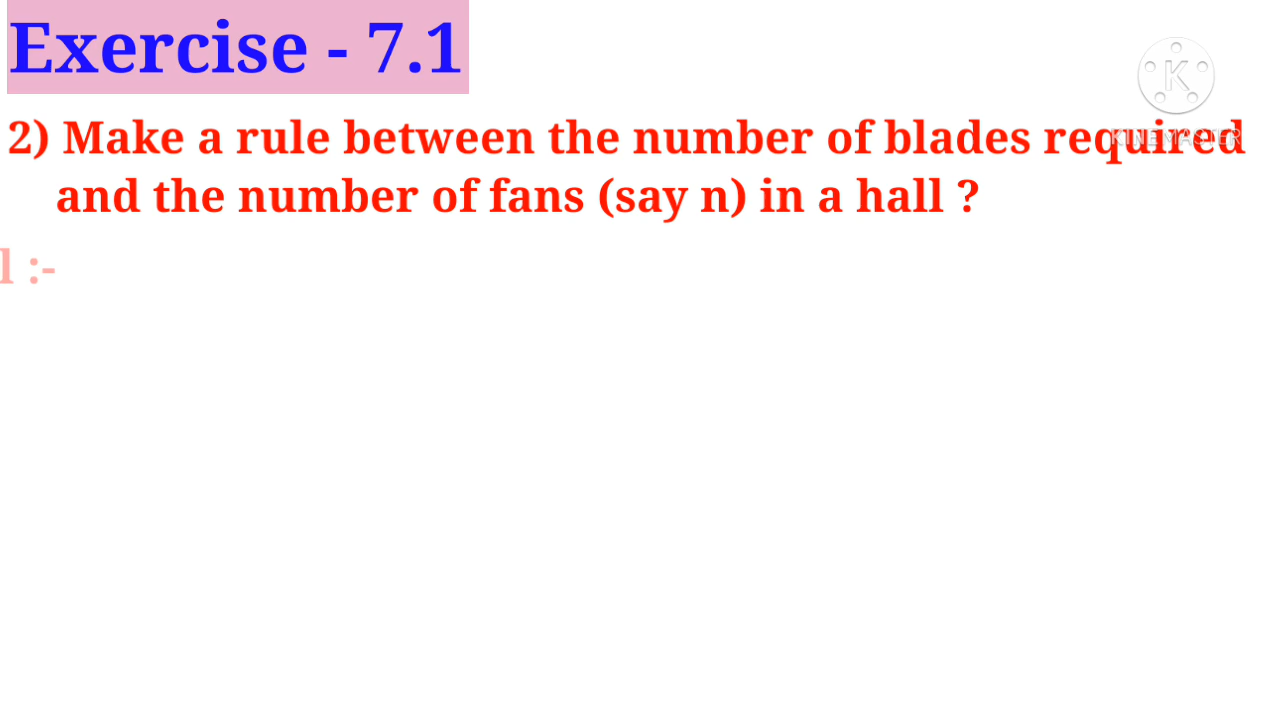 Exercise - 7.1
K
KINEMASTER
2) Make a rule between the number of blades required
and the number of fans (say n) in a hall ?
l :-